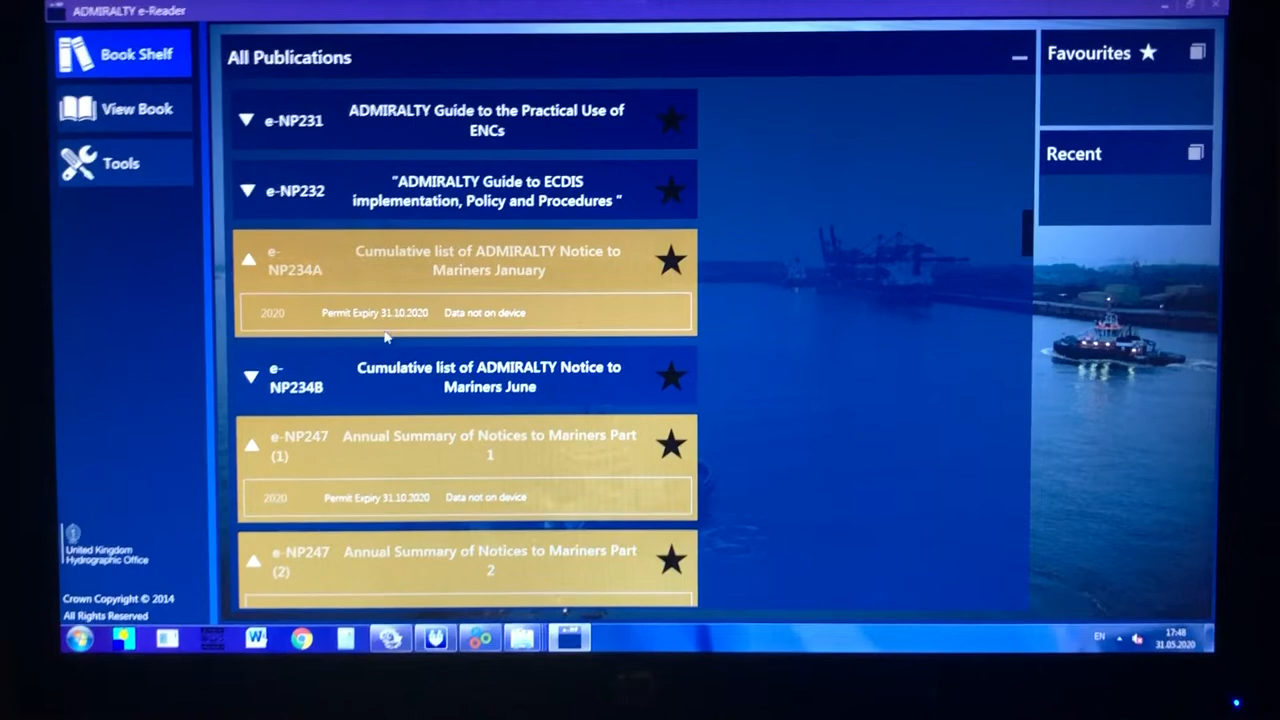 ADMIRALTY e-Reader
Book Shelf
View Book
Tools
United Kingdom
Hydrographic Office
Crown Copyright © 2014
All Rights Reserved
All Publications
e-NP231
ADMIRALTY Guide to the Practical Use of
ENCs
e-NP232
"ADMIRALTY Guide to ECDIS
implementation, Policy and Procedures "
e-
NP234A
Cumulative list of ADMIRALTY Notice to
Mariners January
2020 Permit Expiry 31.10.2020 Data not on device
e-
NP234B
Cumulative list of ADMIRALTY Notice to
Mariners June
e-NP247
(1)
Annual Summary of Notices to Mariners Part
1
2020 Permit Expiry 31.10.2020 Data not on device
e-NP247
(2)
Annual Summary of Notices to Mariners Part
2
Favourites
Recent
EN
17:48
31.05.2020